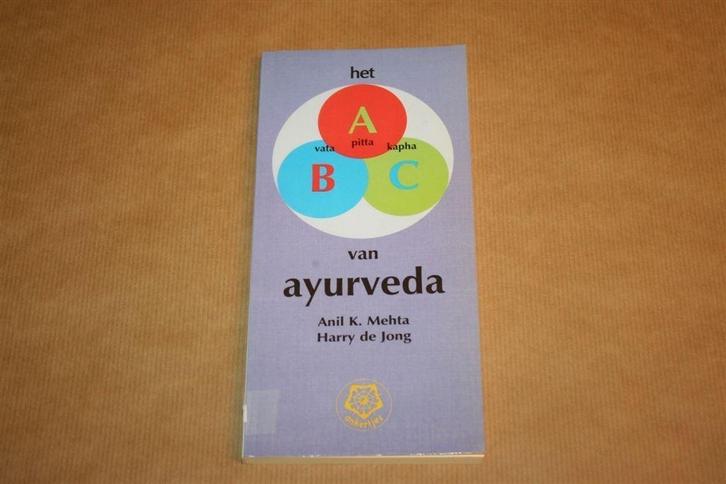 het
A
vata pitta kapha
B C
van
ayurveda
Anil K. Mehta
Harry de Jong
ankertjes